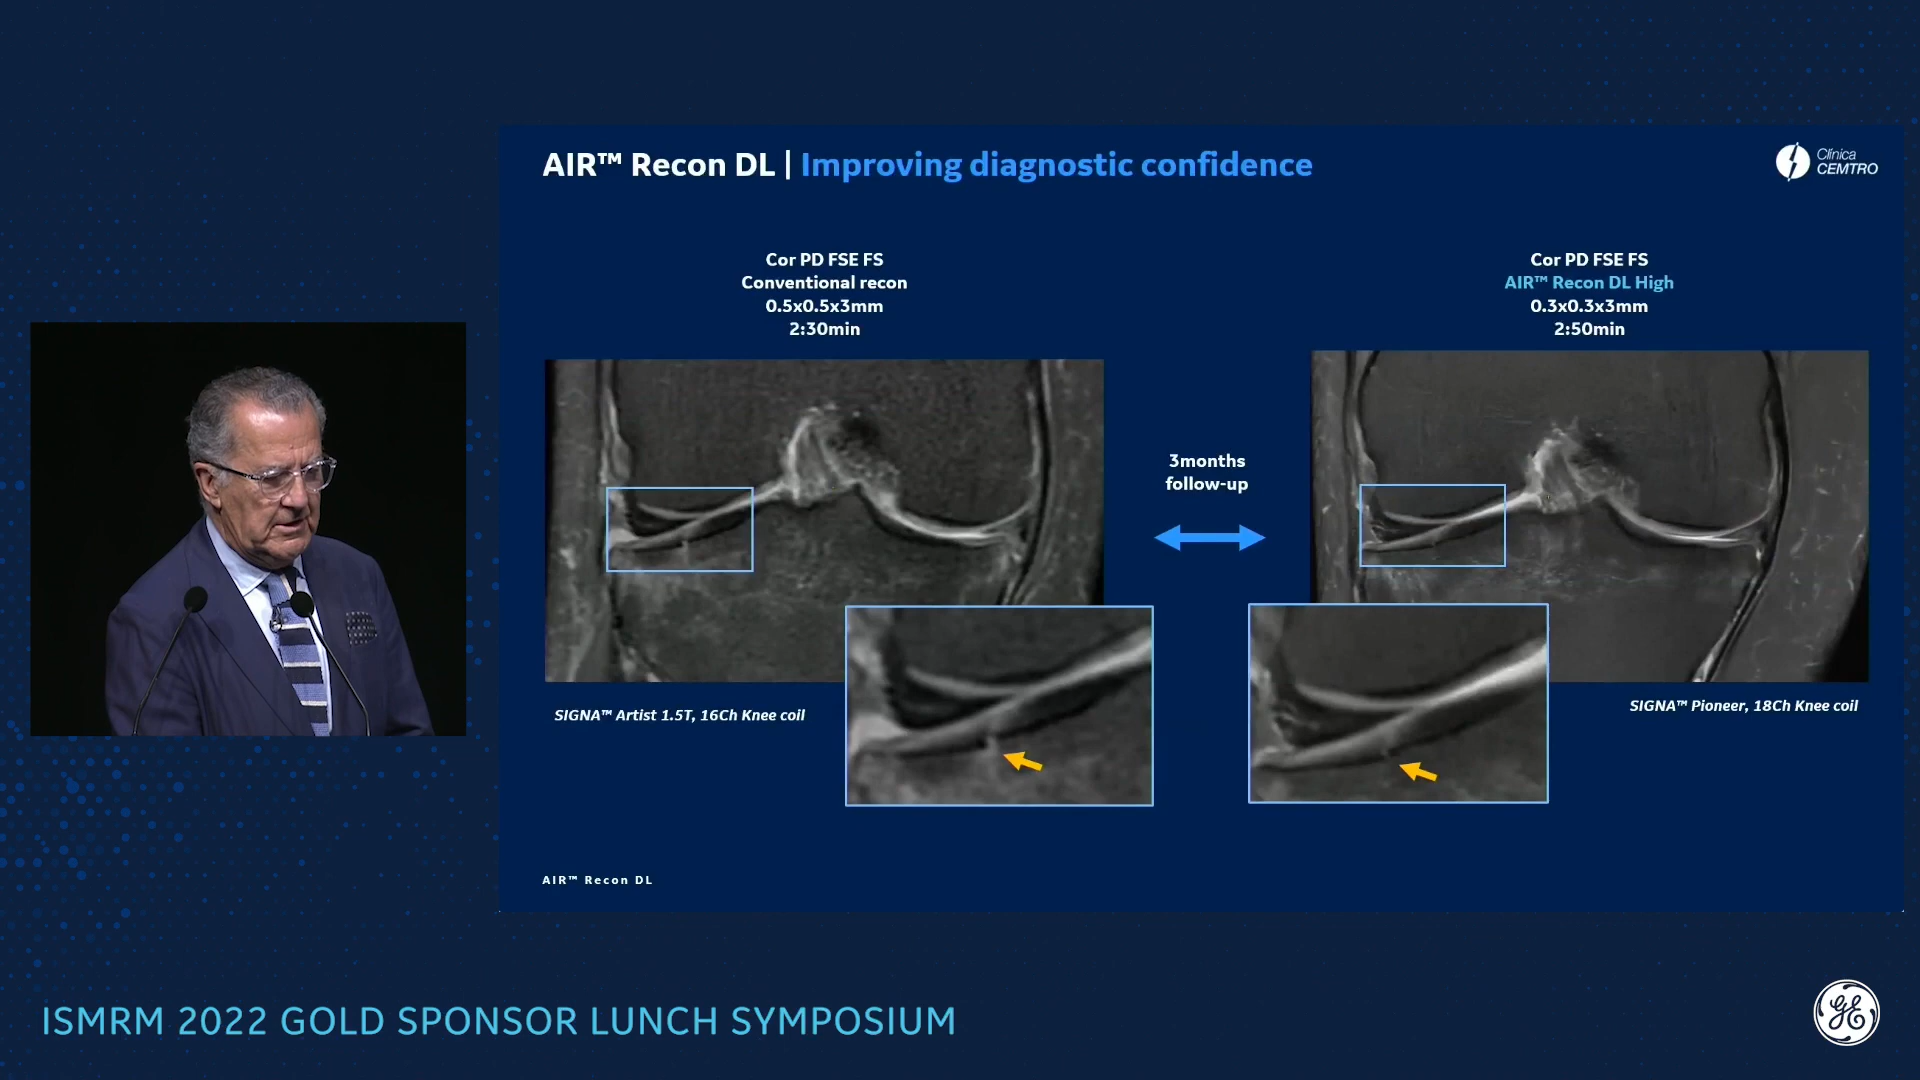 AIR™ Recon DL | Improving diagnostic confidence
Clínica
CEMTRO
Cor PD FSE FS
Conventional recon
0.5x0.5x3mm
2:30min
Cor PD FSE FS
AIR™ Recon DL High
0.3x0.3x3mm
2:50min
3months
follow-up
SIGNA™ Artist 1.5T, 16Ch Knee coil
SIGNA™ Pioneer, 18Ch Knee coil
AIR™ Recon DL
ISMRM 2022 GOLD SPONSOR LUNCH SYMPOSIUM
GE